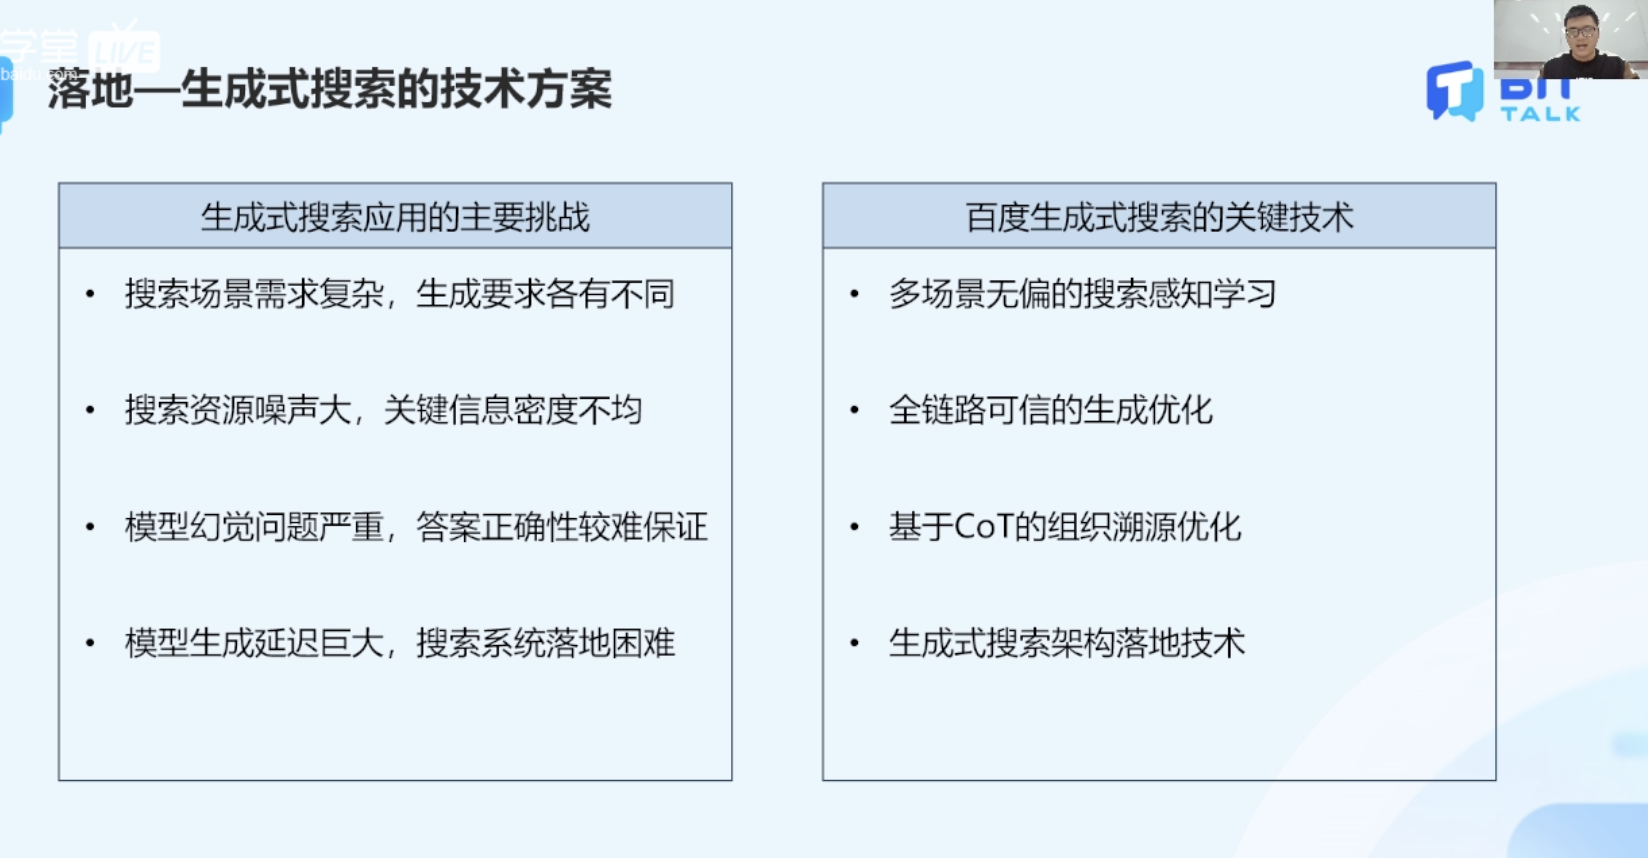 学堂 LIVE
baidu.com
落地—生成式搜索的技术方案
TALK
生成式搜索应用的主要挑战
• 搜索场景需求复杂，生成要求各有不同
• 搜索资源噪声大，关键信息密度不均
• 模型幻觉问题严重，答案正确性较难保证
• 模型生成延迟巨大，搜索系统落地困难
百度生成式搜索的关键技术
• 多场景无偏的搜索感知学习
• 全链路可信的生成优化
• 基于CoT的组织溯源优化
• 生成式搜索架构落地技术